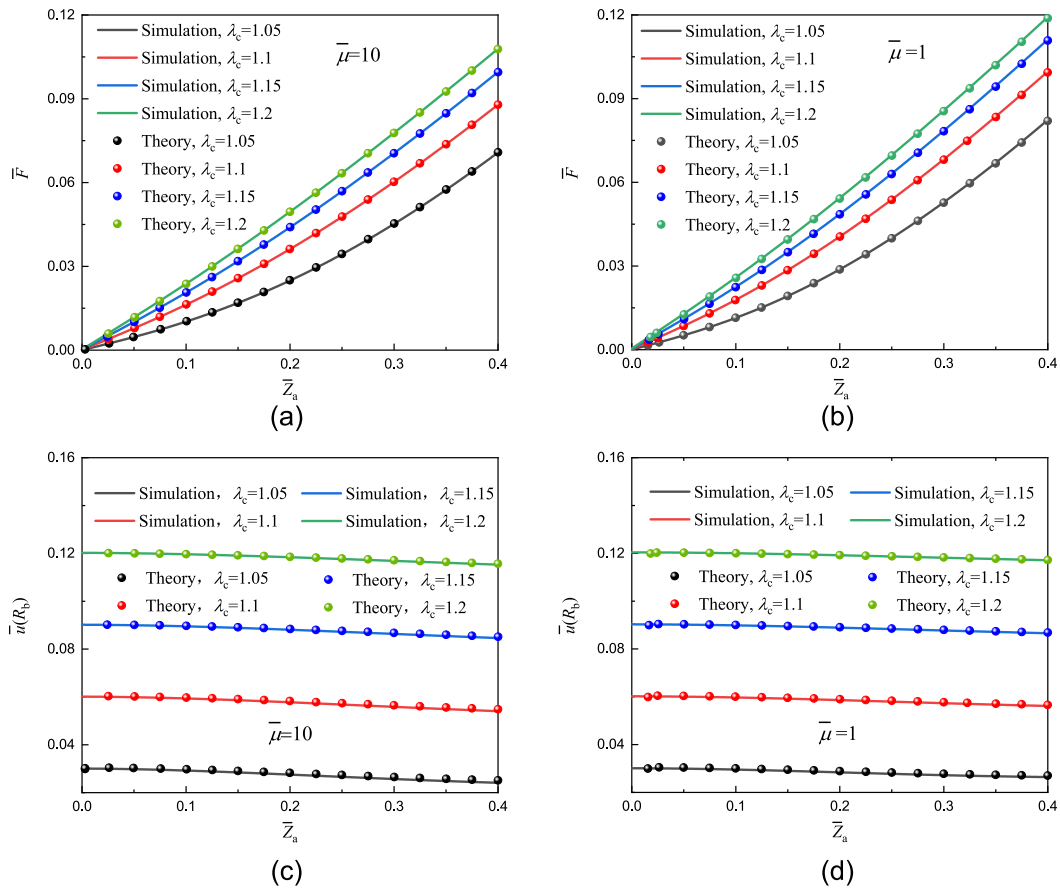 0.12
0.09
0.06
0.03
0.00
F̅
Simulation, λc=1.05
Simulation, λc=1.1
Simulation, λc=1.15
Simulation, λc=1.2
Theory, λc=1.05
Theory, λc=1.1
Theory, λc=1.15
Theory, λc=1.2
μ̅=10
0.0 0.1 0.2 0.3 0.4
Z̅a
(a)
0.12
0.09
0.06
0.03
0.00
F̅
Simulation, λc=1.05
Simulation, λc=1.1
Simulation, λc=1.15
Simulation, λc=1.2
Theory, λc=1.05
Theory, λc=1.1
Theory, λc=1.15
Theory, λc=1.2
μ̅=1
0.0 0.1 0.2 0.3 0.4
Z̅a
(b)
0.16
0.12
0.08
0.04
u̅(Rb)
Simulation，λc=1.05 Simulation，λc=1.15
Simulation，λc=1.1 Simulation，λc=1.2
Theory，λc=1.05 Theory，λc=1.15
Theory，λc=1.1 Theory，λc=1.2
μ̅=10
0.0 0.1 0.2 0.3 0.4
Z̅a
(c)
0.16
0.12
0.08
0.04
u̅(Rb)
Simulation, λc=1.05 Simulation, λc=1.15
Simulation, λc=1.1 Simulation, λc=1.2
Theory, λc=1.05 Theory, λc=1.15
Theory, λc=1.1 Theory, λc=1.2
μ̅=1
0.0 0.1 0.2 0.3 0.4
Z̅a
(d)